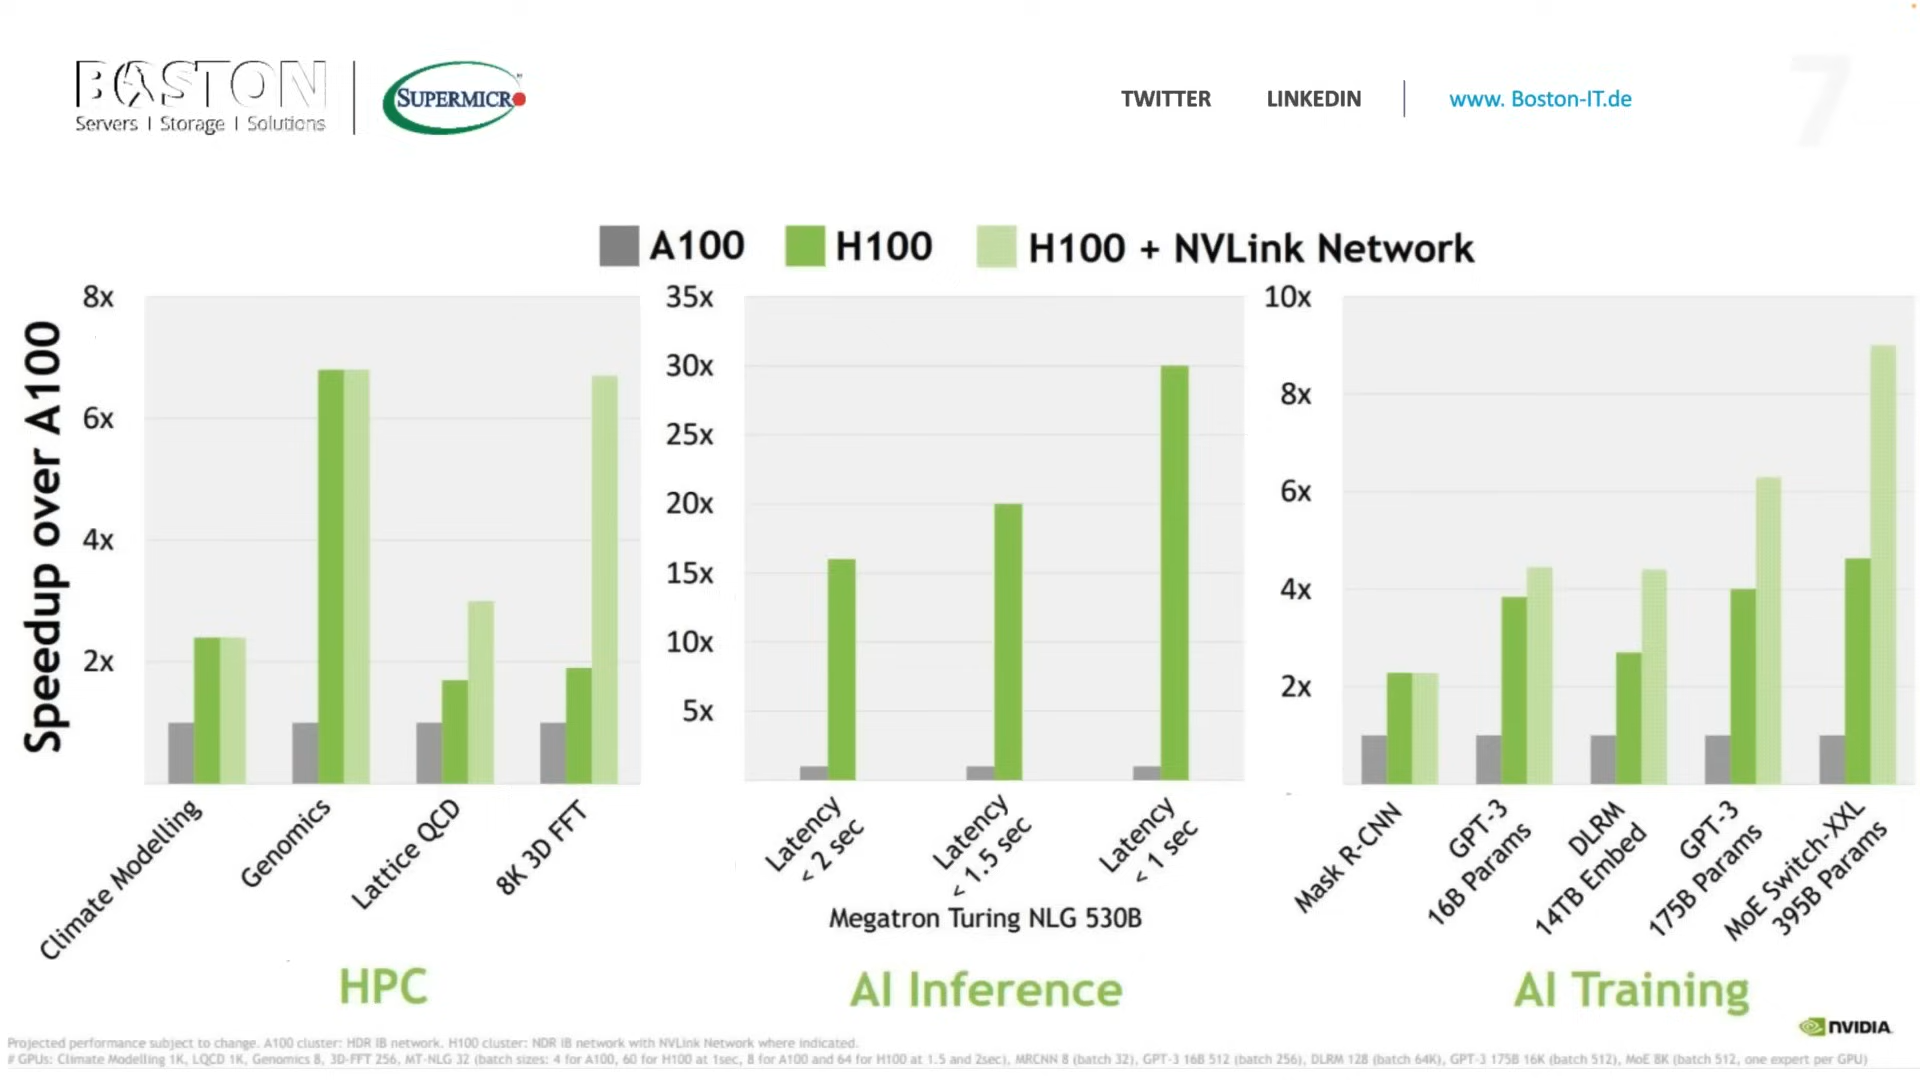 BOSTON
Servers | Storage | Solutions
SUPERMICRO
TWITTER LINKEDIN www. Boston-IT.de
7
A100 H100 H100 + NVLink Network
Speedup over A100
8x
6x
4x
2x
Climate Modelling
Genomics
Lattice QCD
8K 3D FFT
HPC
35x
30x
25x
20x
15x
10x
5x
Latency
< 2 sec
Latency
< 1.5 sec
Latency
< 1 sec
Megatron Turing NLG 530B
AI Inference
10x
8x
6x
4x
2x
Mask R-CNN
GPT-3
16B Params
DLRM
14TB Embed
GPT-3
175B Params
MoE Switch-XXL
395B Params
AI Training
NVIDIA.
Projected performance subject to change. A100 cluster: HDR IB network. H100 cluster: NDR IB network with NVLink Network where indicated.
# GPUs: Climate Modelling 1K, LQCD 1K, Genomics 8, 3D-FFT 256, MT-NLG 32 (batch sizes: 4 for A100, 60 for H100 at 1sec, 8 for A100 and 64 for H100 at 1.5 and 2sec), MRCNN 8 (batch 32), GPT-3 16B 512 (batch 256), DLRM 128 (batch 64K), GPT-3 175B 16K (batch 512), MoE 8K (batch 512, one expert per GPU)